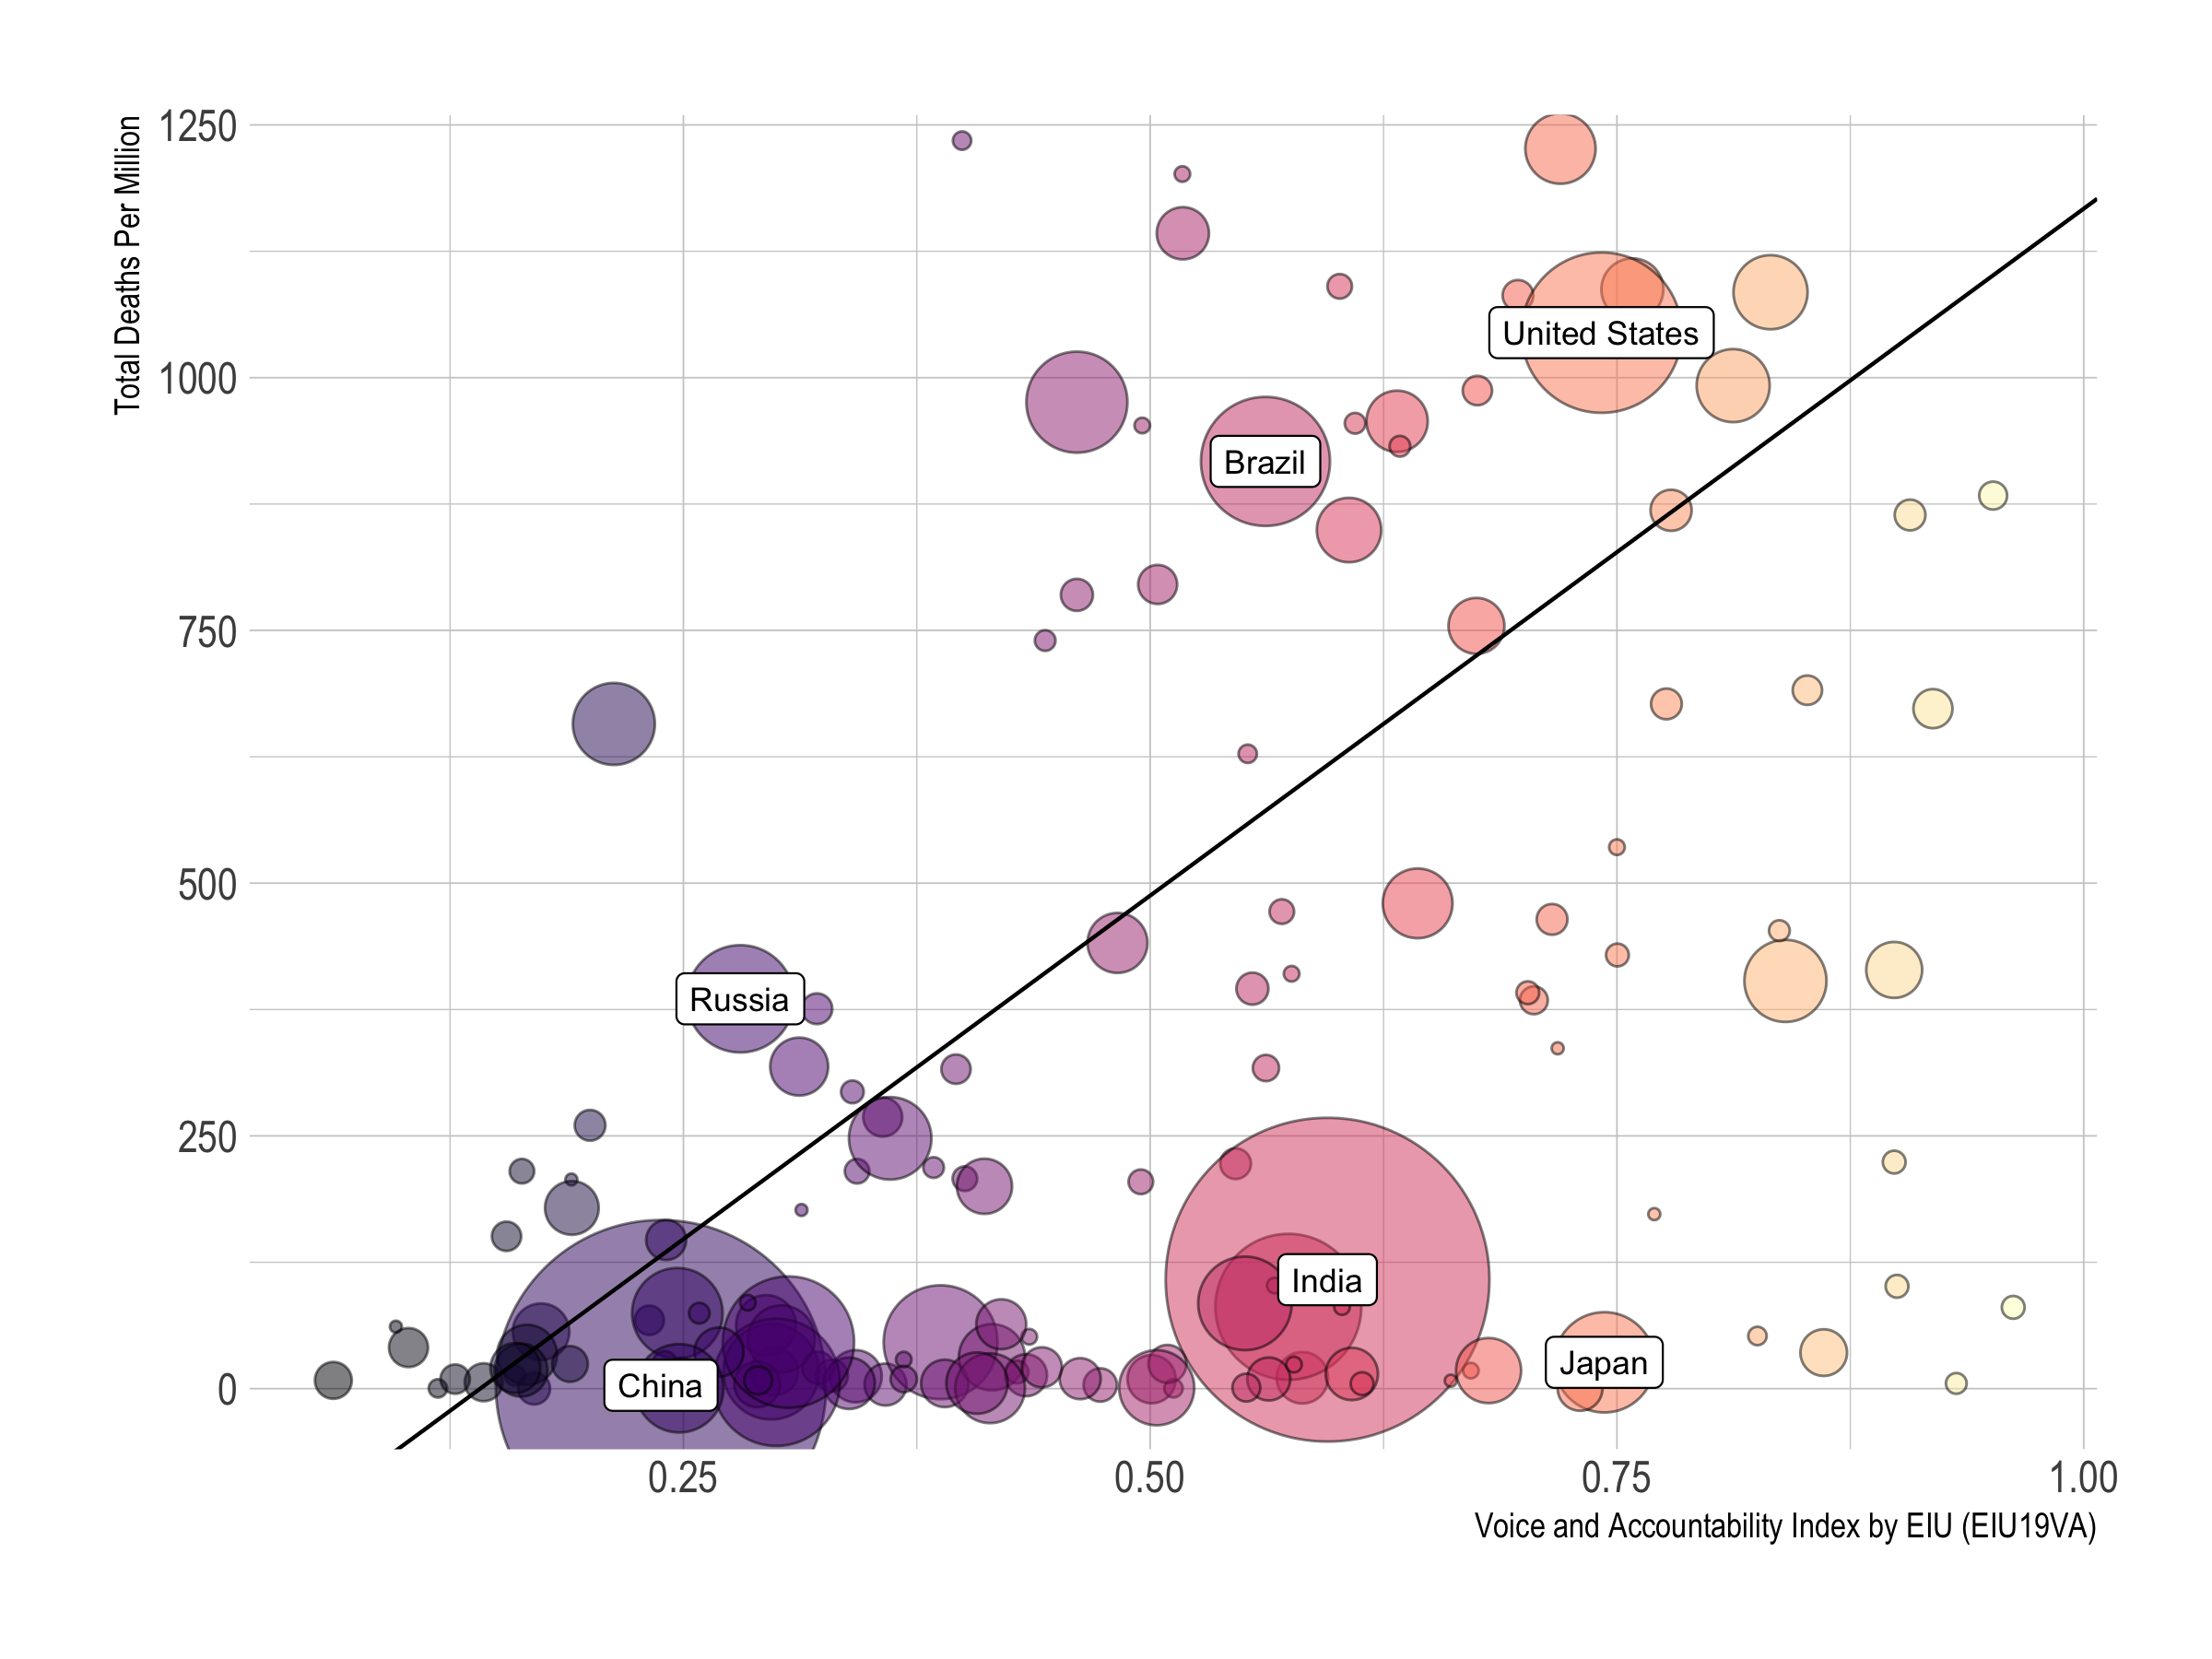 Total Deaths Per Million
1250
1000
750
500
250
0
United States
Brazil
Russia
India
Japan
China
0.25 0.50 0.75 1.00
Voice and Accountability Index by EIU (EIU19VA)